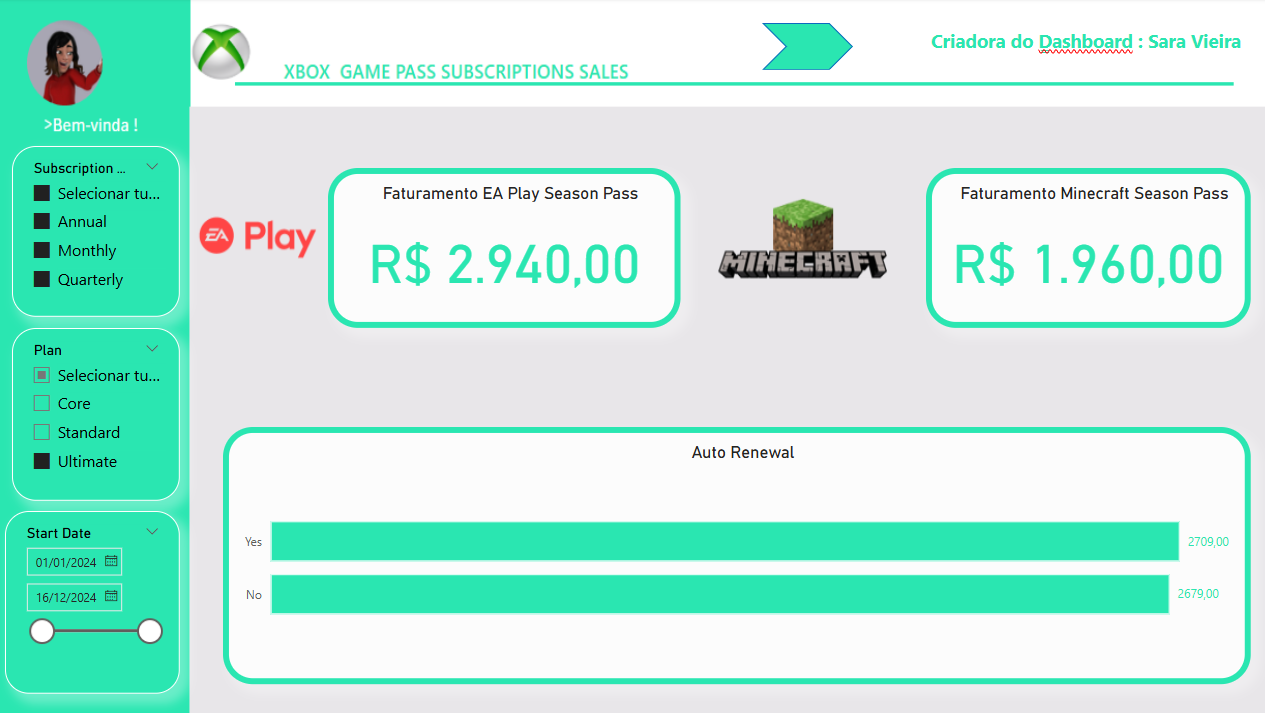 >Bem-vinda !
XBOX GAME PASS SUBSCRIPTIONS SALES
Criadora do Dashboard : Sara Vieira
Subscription ...
Selecionar tu...
Annual
Monthly
Quarterly
Plan
Selecionar tu...
Core
Standard
Ultimate
Start Date
01/01/2024
16/12/2024
EA Play
Faturamento EA Play Season Pass
R$ 2.940,00
MINECRAFT
Faturamento Minecraft Season Pass
R$ 1.960,00
Auto Renewal
Yes 2709,00
No 2679,00